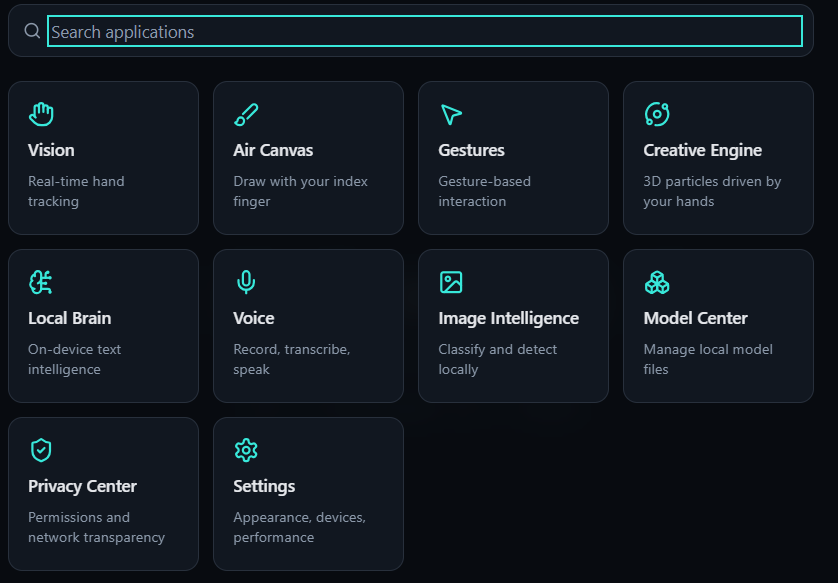 Search applications
Vision
Real-time hand
tracking
Air Canvas
Draw with your index
finger
Gestures
Gesture-based
interaction
Creative Engine
3D particles driven by
your hands
Local Brain
On-device text
intelligence
Voice
Record, transcribe,
speak
Image Intelligence
Classify and detect
locally
Model Center
Manage local model
files
Privacy Center
Permissions and
network transparency
Settings
Appearance, devices,
performance